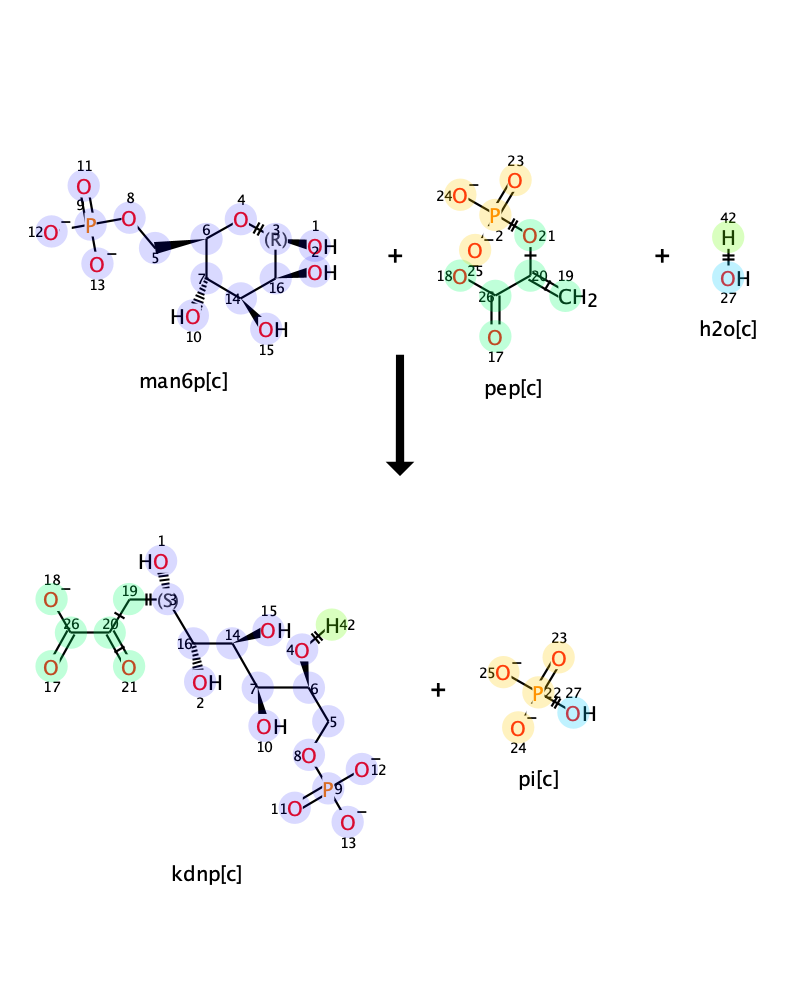 11
O
9
P
8
O
12 O −
O −
13
5
6
4
O
3
(R)
1
OH
2
OH
7
HO
10
14
16
OH
15
man6p[c]
+
23
O
24 O −
P
O − 2
25
O 21
18 O
20
19
CH2
26
O
17
pep[c]
+
42
H
OH
27
h2o[c]
1
HO
18
O −
19
(S)
3
26
20
O
17
O
21
16
OH
2
14
15
OH
4 O
H 42
7
OH
10
6
5
8 O
P 9
O − 12
11 O
O −
13
kdnp[c]
+
23
O
25 O −
P 22
27
OH
O −
24
pi[c]